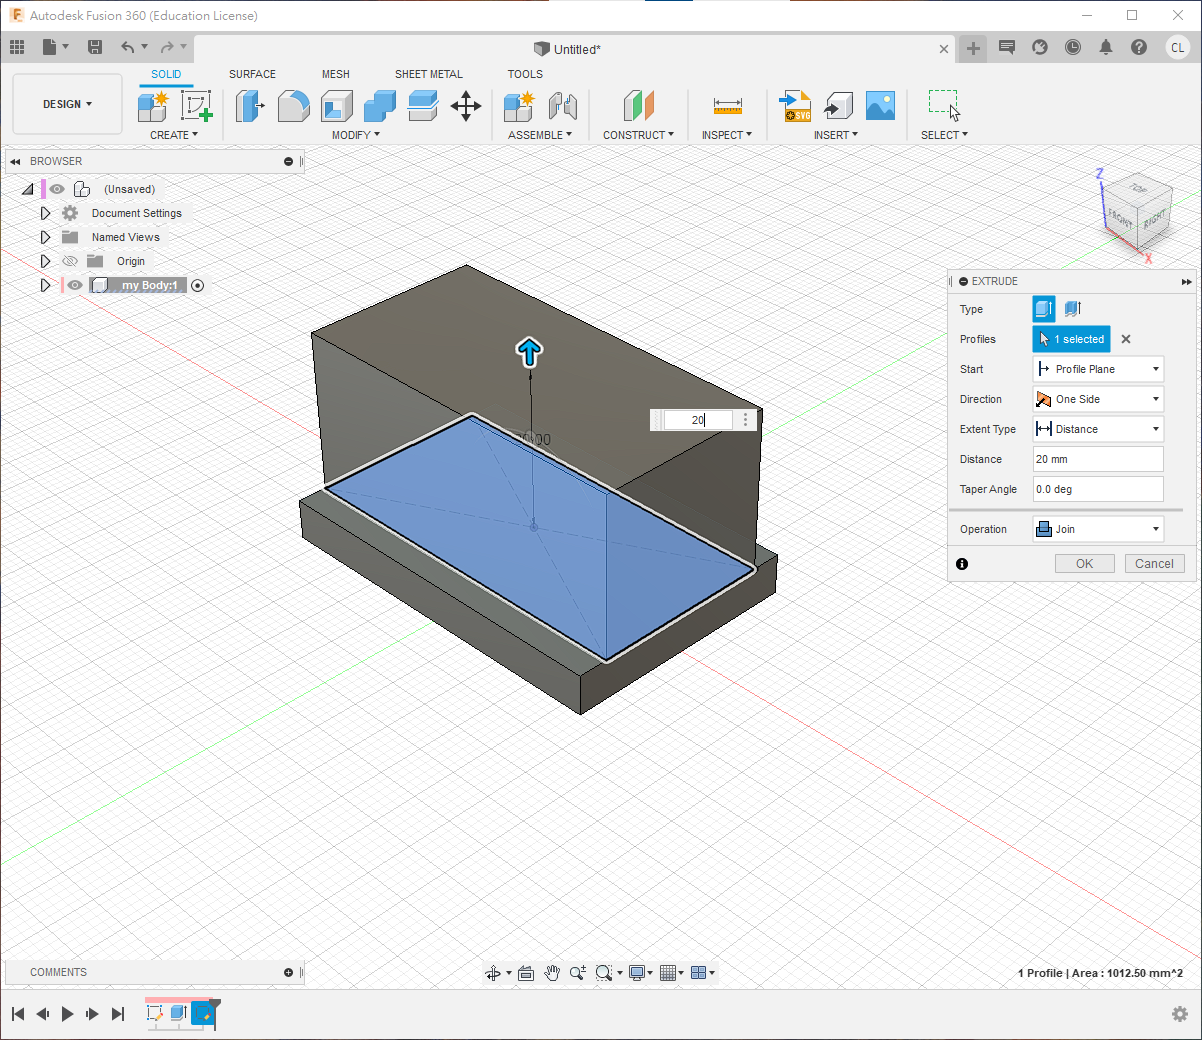 Autodesk Fusion 360 (Education License)
Untitled*
CL
SOLID SURFACE MESH SHEET METAL TOOLS
DESIGN
CREATE MODIFY ASSEMBLE CONSTRUCT INSPECT INSERT SELECT
SVG
BROWSER
(Unsaved)
Document Settings
Named Views
Origin
my Body:1
Z
TOP
FRONT
RIGHT
X
EXTRUDE
Type
Profiles 1 selected
Start Profile Plane
Direction One Side
Extent Type Distance
Distance 20 mm
Taper Angle 0.0 deg
Operation Join
OK Cancel
20
COMMENTS
1 Profile | Area : 1012.50 mm^2